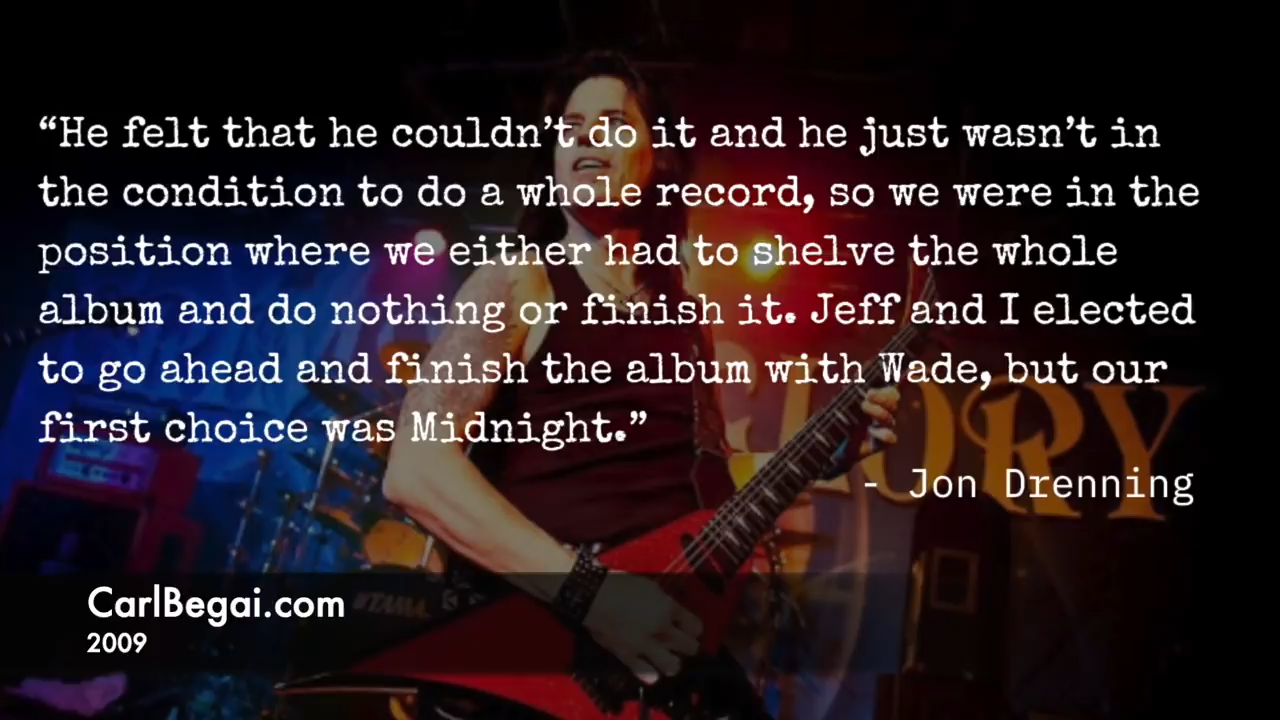 “He felt that he couldn’t do it and he just wasn’t in
the condition to do a whole record, so we were in the
position where we either had to shelve the whole
album and do nothing or finish it. Jeff and I elected
to go ahead and finish the album with Wade, but our
first choice was Midnight.”
- Jon Drenning
ORY
STAMA
CarlBegai.com
2009